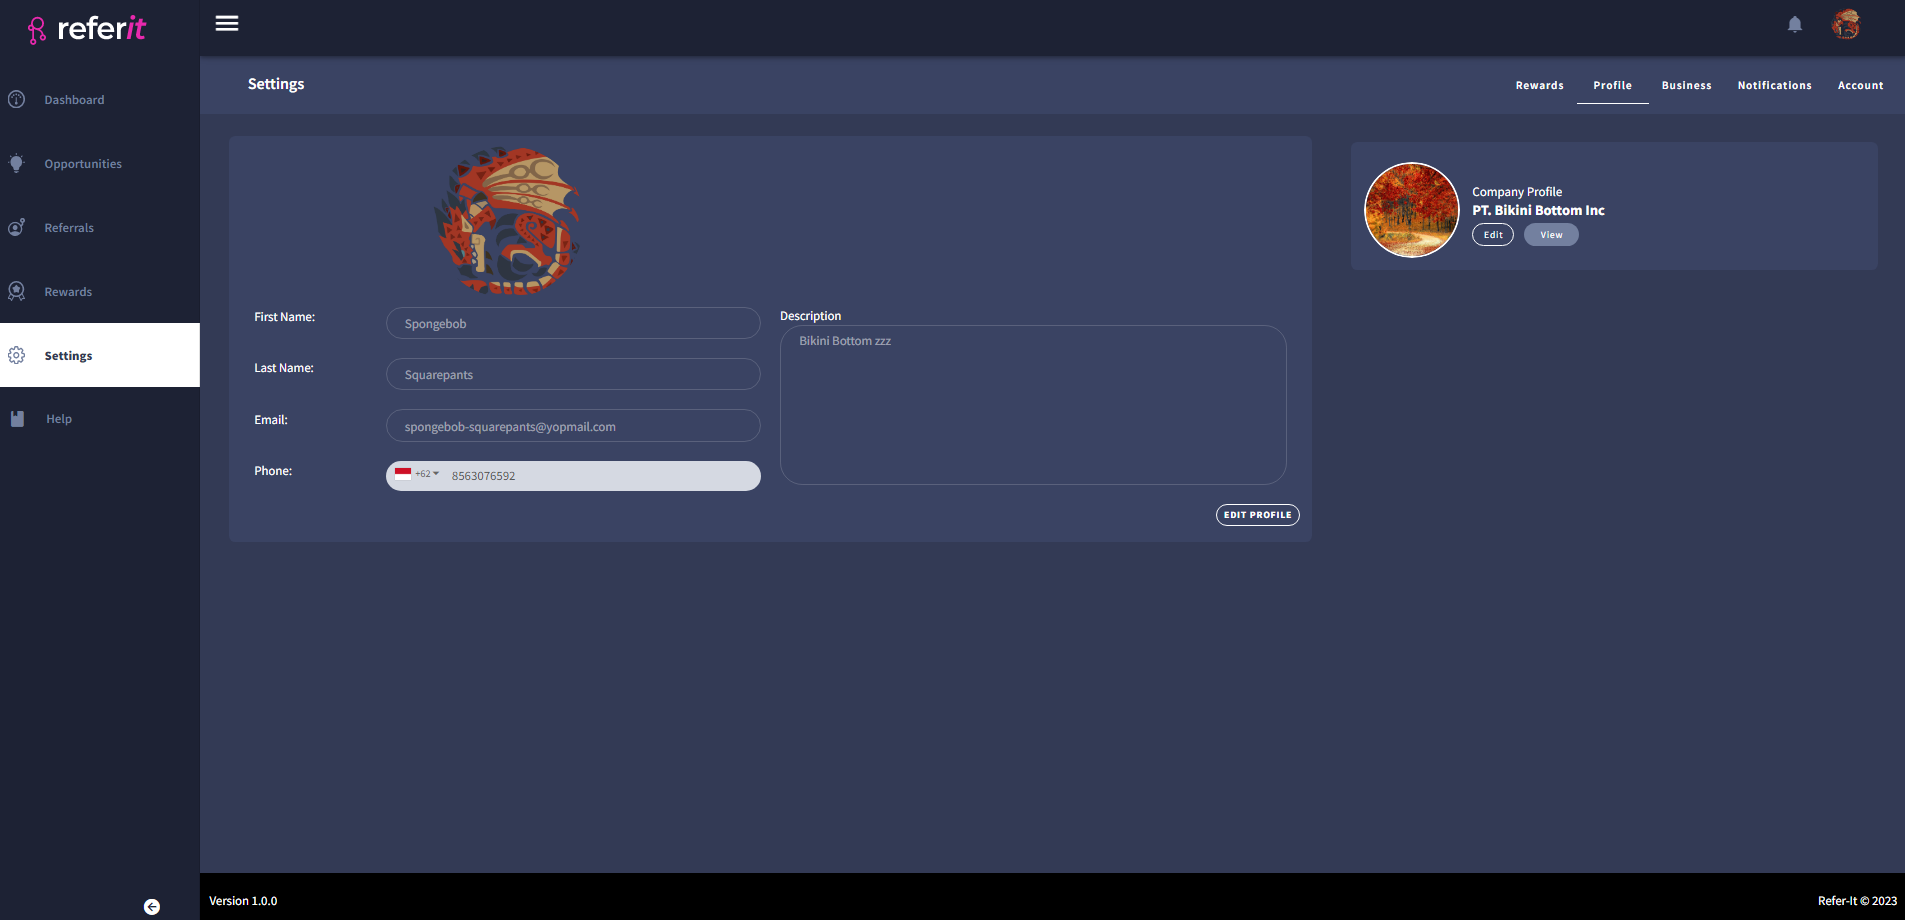 referit
Settings
Rewards
Profile
Business
Notifications
Account
Dashboard
Opportunities
Referrals
Rewards
Settings
Help
Company Profile
PT. Bikini Bottom Inc
Edit
View
First Name:
Spongebob
Last Name:
Squarepants
Email:
spongebob-squarepants@yopmail.com
Phone:
+62
8563076592
Description
Bikini Bottom zzz
EDIT PROFILE
Version 1.0.0
Refer-It © 2023